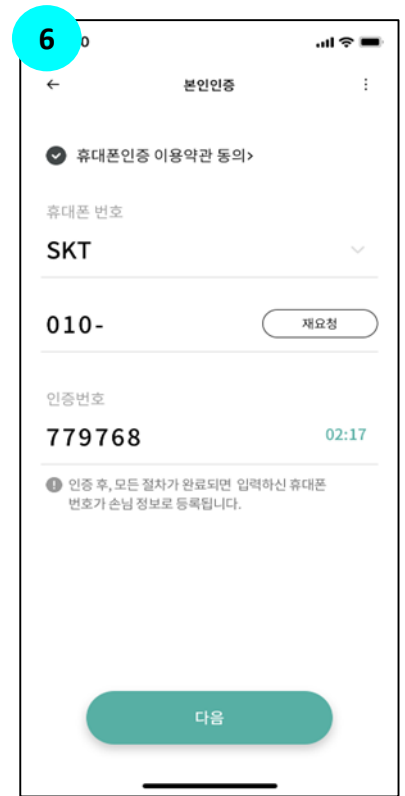 6
0
본인인증
휴대폰인증 이용약관 동의>
휴대폰 번호
SKT
010-
재요청
인증번호
779768
02:17
인증 후, 모든 절차가 완료되면 입력하신 휴대폰
번호가 손님 정보로 등록됩니다.
다음